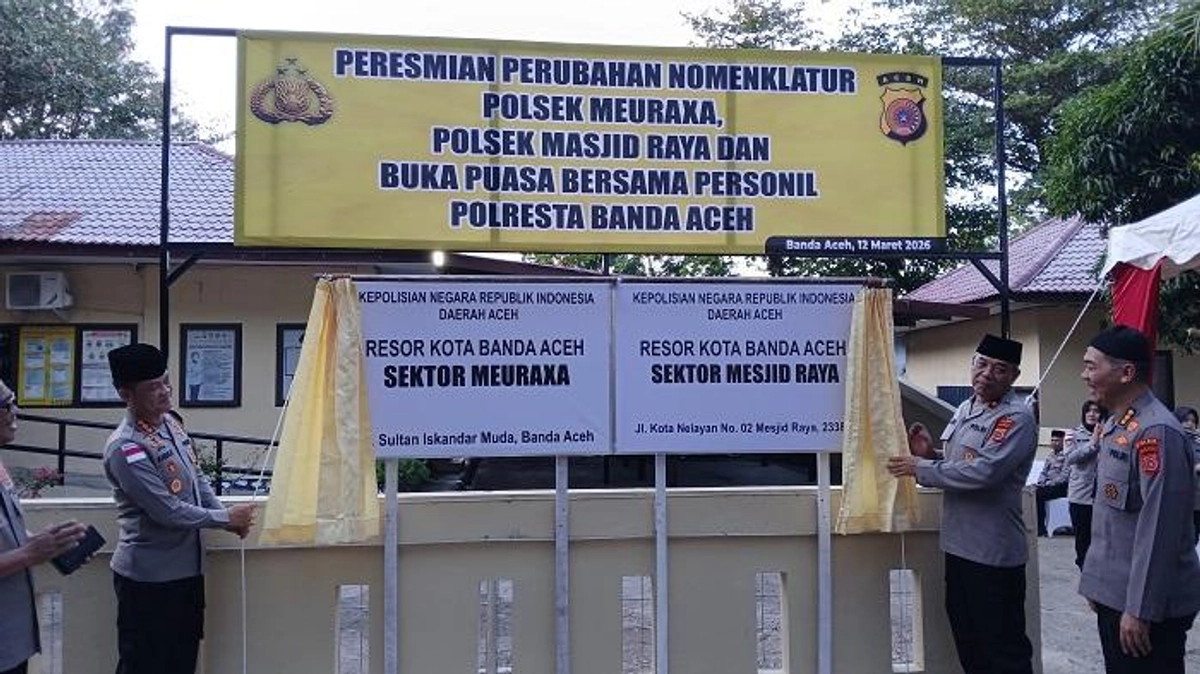 PERESMIAN PERUBAHAN NOMENKLATUR
POLSEK MEURAXA,
POLSEK MASJID RAYA DAN
BUKA PUASA BERSAMA PERSONIL
POLRESTA BANDA ACEH
ACEH
Banda Aceh, 12 Maret 2026
KEPOLISIAN NEGARA REPUBLIK INDONESIA
DAERAH ACEH
RESOR KOTA BANDA ACEH
SEKTOR MEURAXA
Sultan Iskandar Muda, Banda Aceh
KEPOLISIAN NEGARA REPUBLIK INDONESIA
DAERAH ACEH
RESOR KOTA BANDA ACEH
SEKTOR MESJID RAYA
Jl. Kota Nelayan No. 02 Mesjid Raya, 2338
POLRI